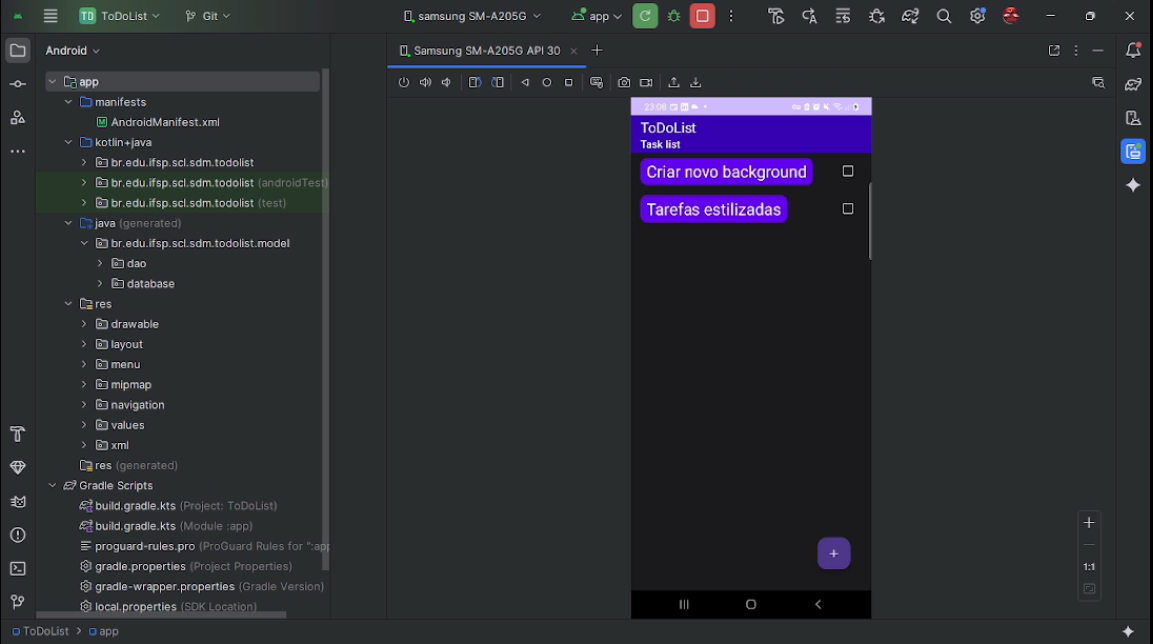 TD ToDoList Git samsung SM-A205G app
Android
Samsung SM-A205G API 30
app
manifests
AndroidManifest.xml
kotlin+java
br.edu.ifsp.scl.sdm.todolist
br.edu.ifsp.scl.sdm.todolist (androidTest)
br.edu.ifsp.scl.sdm.todolist (test)
java (generated)
br.edu.ifsp.scl.sdm.todolist.model
dao
database
res
drawable
layout
menu
mipmap
navigation
values
xml
res (generated)
Gradle Scripts
build.gradle.kts (Project: ToDoList)
build.gradle.kts (Module :app)
proguard-rules.pro (ProGuard Rules for ":app
gradle.properties (Project Properties)
gradle-wrapper.properties (Gradle Version)
local.properties (SDK Location)
23:08
ToDoList
Task list
Criar novo background
Tarefas estilizadas
+
1:1
ToDoList > app